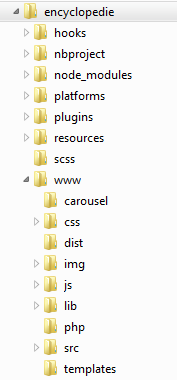 encyclopedie
hooks
nbproject
node_modules
platforms
plugins
resources
scss
www
carousel
css
dist
img
js
lib
php
src
templates